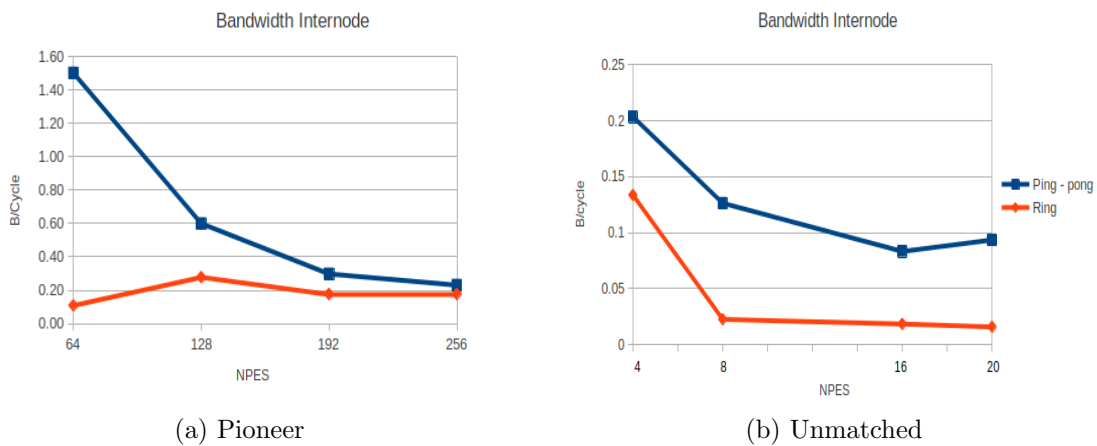 Bandwidth Internode
1.60
1.40
1.20
1.00
0.80
0.60
0.40
0.20
0.00
B/Cycle
64 128 192 256
NPES
(a) Pioneer
Bandwidth Internode
0.25
0.2
0.15
0.1
0.05
0
B/cycle
4 8 16 20
NPES
Ping - pong
Ring
(b) Unmatched